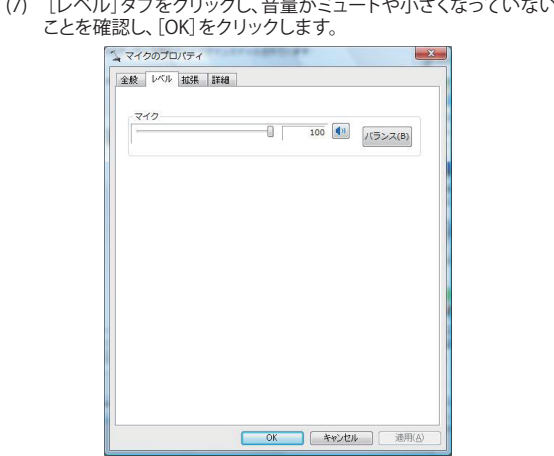 (7) ［レベル］タブをクリックし、音量がミュートや小さくなっていない
ことを確認し、［OK］をクリックします。
マイクのプロパティ
全般 レベル 拡張 詳細
マイク
100 バランス(B)
OK キャンセル 適用(A)